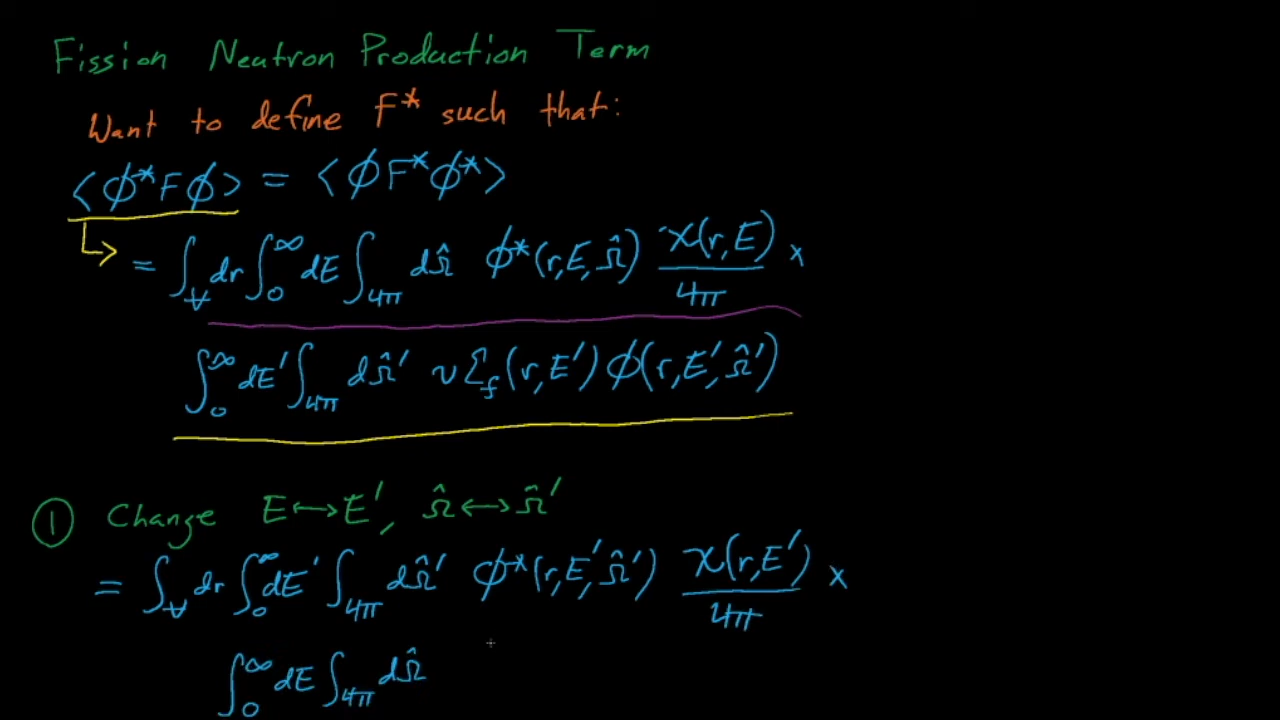 Fission Neutron Production Term
Want to define F* such that:
<ϕ*Fϕ> = <ϕF*ϕ*>
= ∫_V dr ∫_0^∞ dE ∫_4π dΩ̂ ϕ*(r,E,Ω̂) χ(r,E)/4π ×
∫_0^∞ dE' ∫_4π dΩ̂' νΣ_f(r,E') ϕ(r,E',Ω̂')
① Change E↔E', Ω̂↔Ω̂'
= ∫_V dr ∫_0^∞ dE' ∫_4π dΩ̂' ϕ*(r,E',Ω̂') χ(r,E')/4π ×
∫_0^∞ dE ∫_4π dΩ̂